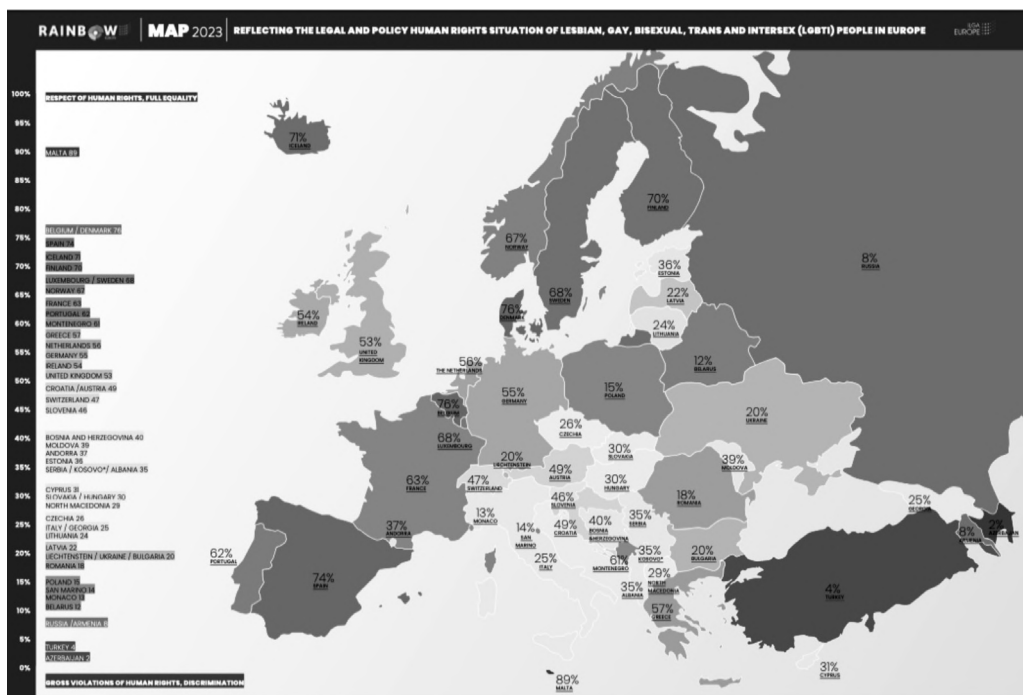 RAINBOW EUROPE MAP 2023 REFLECTING THE LEGAL AND POLICY HUMAN RIGHTS SITUATION OF LESBIAN, GAY, BISEXUAL, TRANS AND INTERSEX (LGBTI) PEOPLE IN EUROPE ILGA EUROPE
100%
RESPECT OF HUMAN RIGHTS, FULL EQUALITY
95%
90%
MALTA 89
85%
80%
75%
BELGIUM / DENMARK 76
SPAIN 74
70%
ICELAND 71
FINLAND 70
LUXEMBOURG / SWEDEN 68
65%
NORWAY 67
FRANCE 63
PORTUGAL 62
60%
MONTENEGRO 61
GREECE 57
NETHERLANDS 56
55%
GERMANY 55
IRELAND 54
UNITED KINGDOM 53
50%
CROATIA /AUSTRIA 49
SWITZERLAND 47
45%
SLOVENIA 46
40%
BOSNIA AND HERZEGOVINA 40
MOLDOVA 39
ANDORRA 37
ESTONIA 36
35%
SERBIA / KOSOVO*/ ALBANIA 35
CYPRUS 31
30%
SLOVAKIA / HUNGARY 30
NORTH MACEDONIA 29
25%
CZECHIA 26
ITALY / GEORGIA 25
LITHUANIA 24
LATVIA 22
20%
LIECHTENSTEIN / UKRAINE / BULGARIA 20
ROMANIA 18
15%
POLAND 15
SAN MARINO 14
MONACO 13
10%
BELARUS 12
RUSSIA /ARMENIA 8
5%
TURKEY 4
AZERBAIJAN 2
0%
GROSS VIOLATIONS OF HUMAN RIGHTS, DISCRIMINATION
71%
ICELAND
70%
FINLAND
67%
NORWAY
68%
SWEDEN
8%
RUSSIA
36%
ESTONIA
22%
LATVIA
24%
LITHUANIA
76%
DENMARK
54%
IRELAND
53%
UNITED
KINGDOM
56%
THE NETHERLANDS
12%
BELARUS
15%
POLAND
55%
GERMANY
76%
BELGIUM
20%
UKRAINE
26%
CZECHIA
68%
LUXEMBOURG
30%
SLOVAKIA
20%
LIECHTENSTEIN
39%
MOLDOVA
49%
AUSTRIA
63%
FRANCE
47%
SWITZERLAND
30%
HUNGARY
18%
ROMANIA
46%
SLOVENIA
13%
MONACO
14%
SAN
MARINO
49%
CROATIA
40%
BOSNIA
&HERZEGOVINA
35%
SERBIA
25%
GEORGIA
37%
ANDORRA
2%
AZERBAIJAN
8%
ARMENIA
62%
PORTUGAL
25%
ITALY
61%
MONTENEGRO
35%
KOSOVO*
20%
BULGARIA
74%
SPAIN
35%
ALBANIA
29%
NORTH
MACEDONIA
4%
TURKEY
57%
GREECE
31%
CYPRUS
89%
MALTA